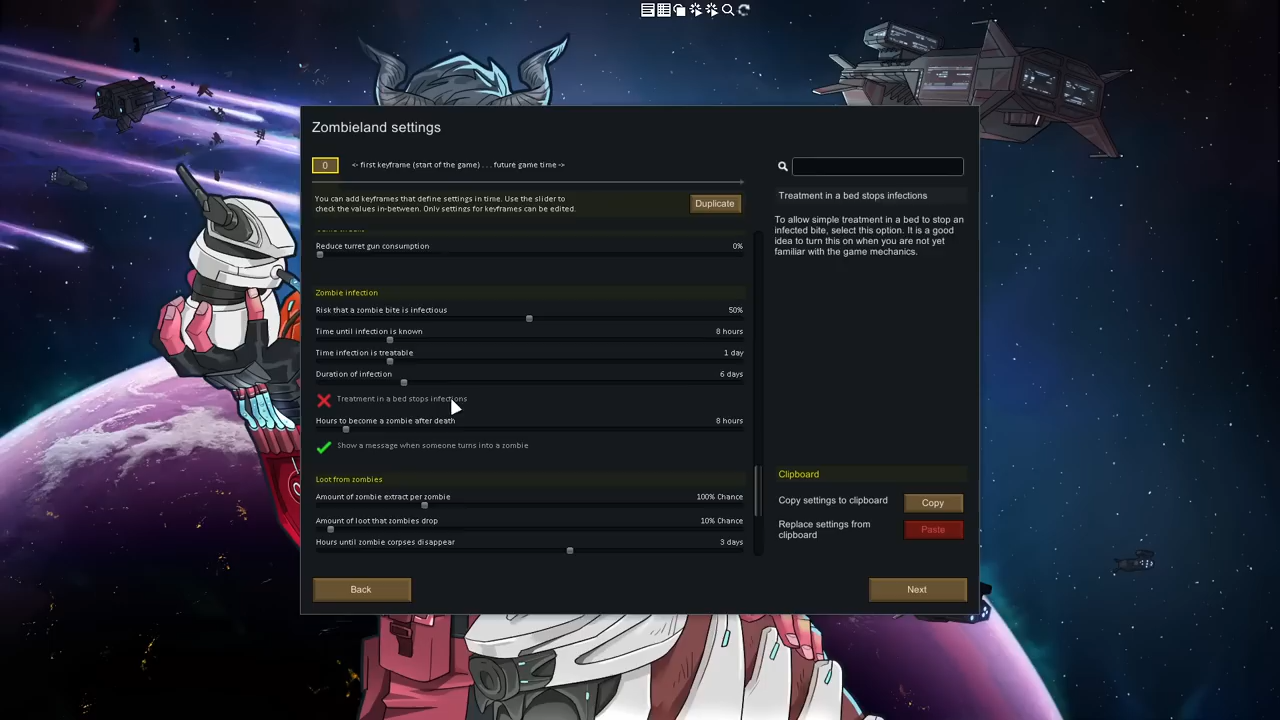 Zombieland settings
0
<- first keyframe (start of the game) . . . future game time ->
You can add keyframes that define settings in time. Use the slider to
check the values in-between. Only settings for keyframes can be edited.
Duplicate
Reduce turret gun consumption 0%
Zombie infection
Risk that a zombie bite is infectious 50%
Time until infection is known 8 hours
Time infection is treatable 1 day
Duration of infection 6 days
Treatment in a bed stops infections
Hours to become a zombie after death 8 hours
Show a message when someone turns into a zombie
Loot from zombies
Amount of zombie extract per zombie 100% Chance
Amount of loot that zombies drop 10% Chance
Hours until zombie corpses disappear 3 days
Treatment in a bed stops infections
To allow simple treatment in a bed to stop an
infected bite, select this option. It is a good
idea to turn this on when you are not yet
familiar with the game mechanics.
Clipboard
Copy settings to clipboard
Copy
Replace settings from
clipboard
Paste
Back
Next